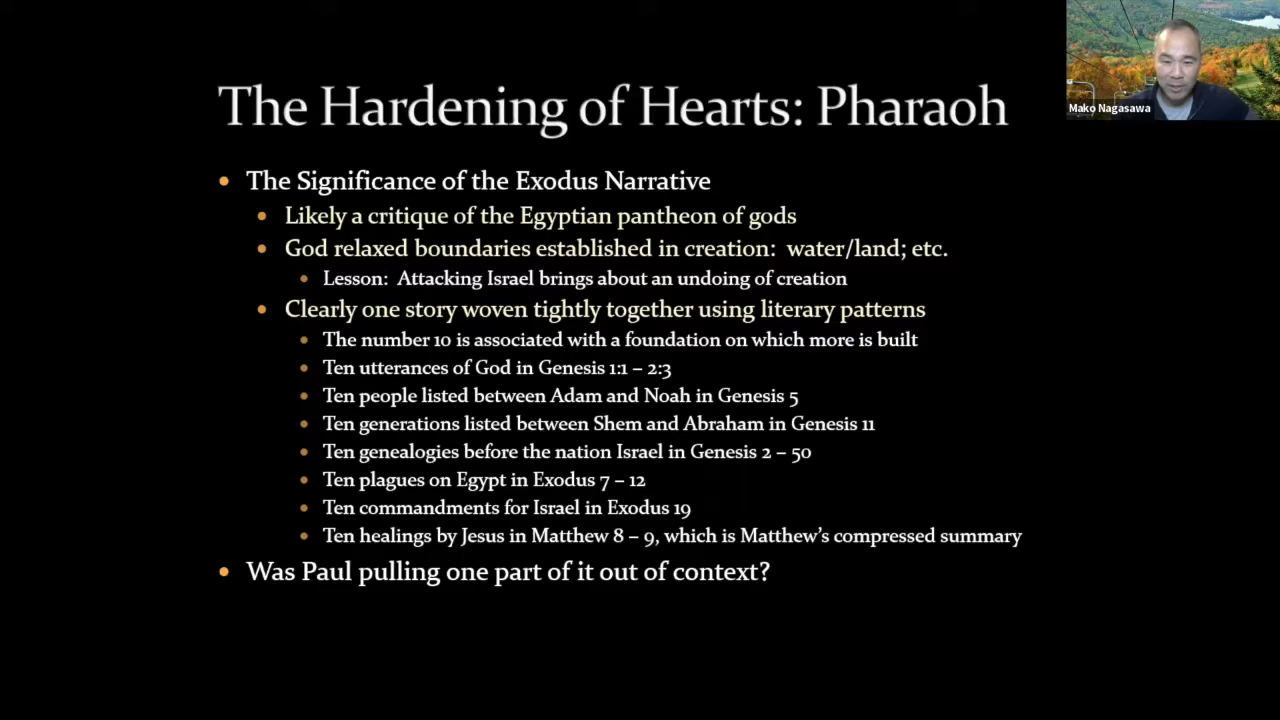 The Hardening of Hearts: Pharaoh
Mako Nagasawa
The Significance of the Exodus Narrative
Likely a critique of the Egyptian pantheon of gods
God relaxed boundaries established in creation: water/land; etc.
Lesson: Attacking Israel brings about an undoing of creation
Clearly one story woven tightly together using literary patterns
The number 10 is associated with a foundation on which more is built
Ten utterances of God in Genesis 1:1 – 2:3
Ten people listed between Adam and Noah in Genesis 5
Ten generations listed between Shem and Abraham in Genesis 11
Ten genealogies before the nation Israel in Genesis 2 – 50
Ten plagues on Egypt in Exodus 7 – 12
Ten commandments for Israel in Exodus 19
Ten healings by Jesus in Matthew 8 – 9, which is Matthew's compressed summary
Was Paul pulling one part of it out of context?